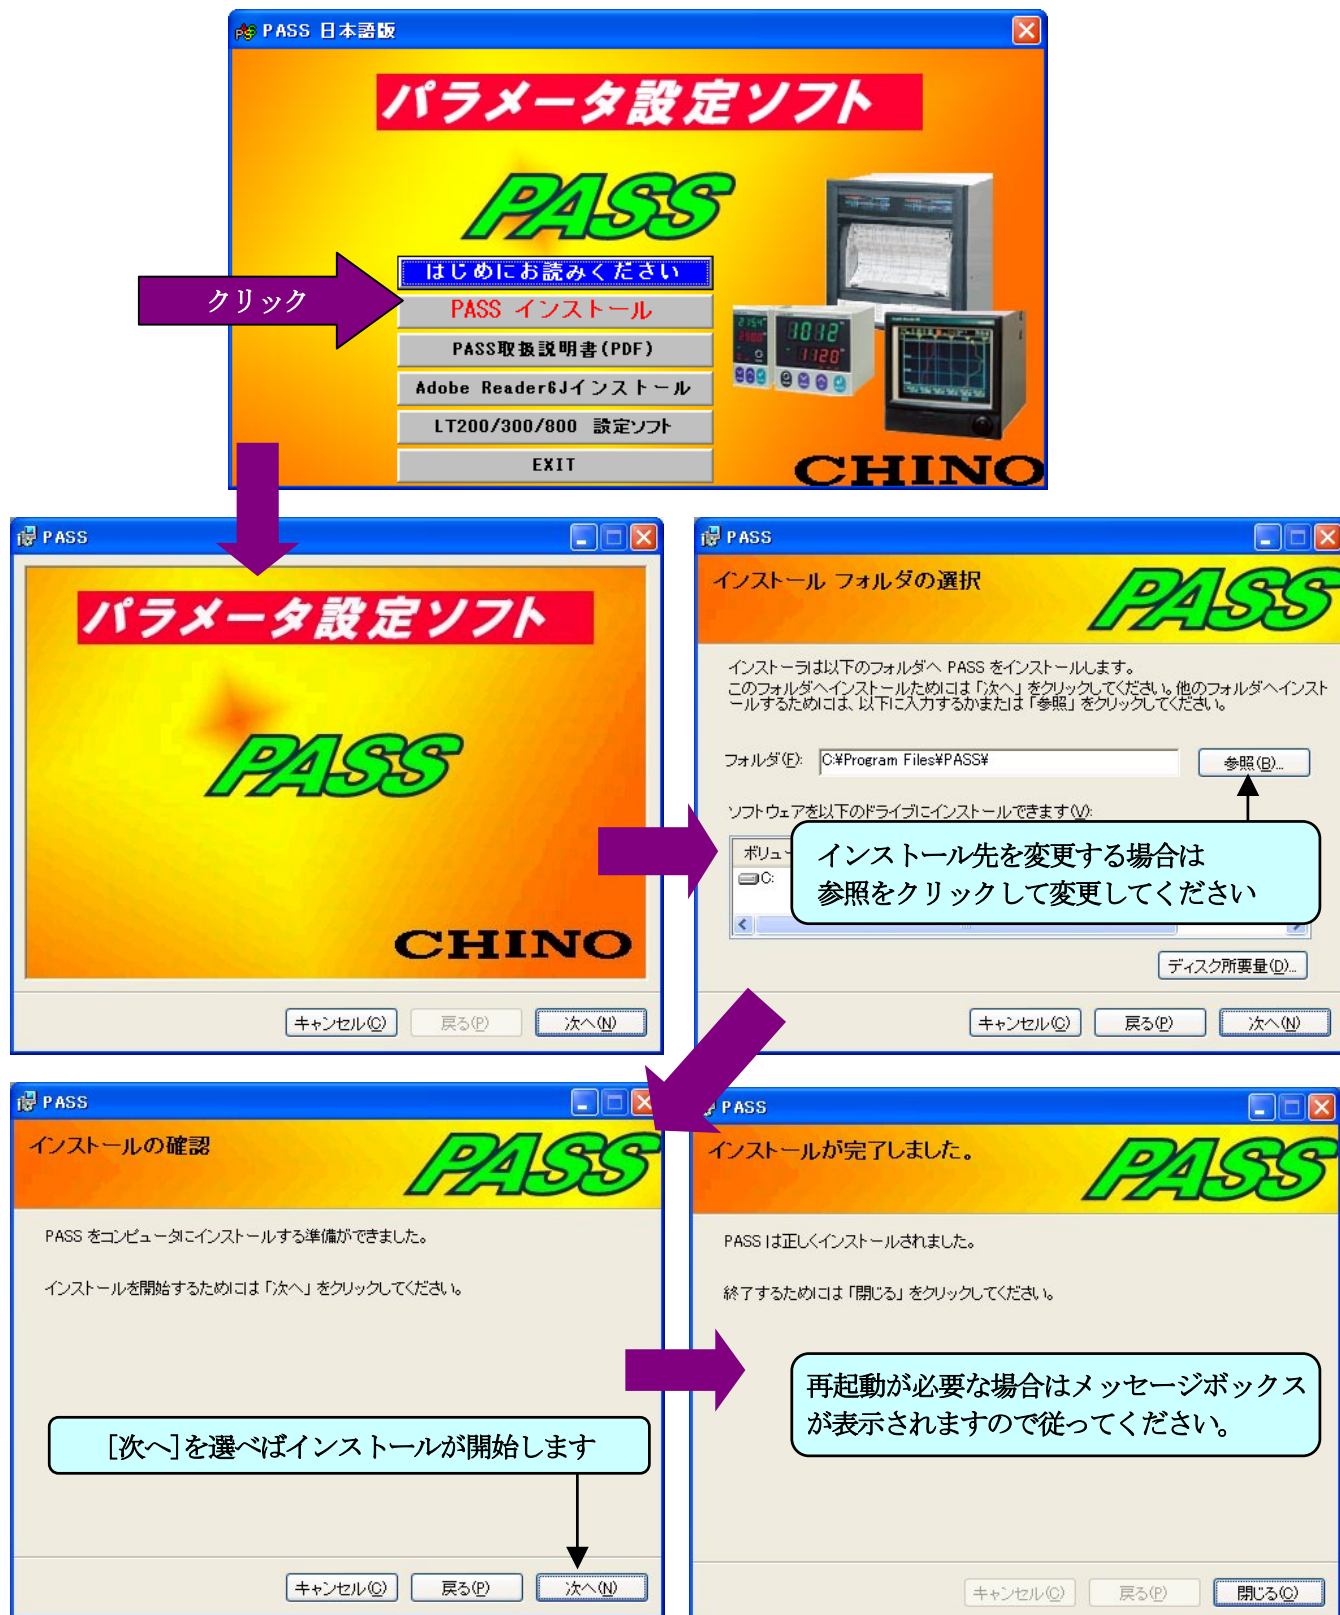 PASS 日本語版
パラメータ設定ソフト
PASS
はじめにお読みください
クリック
PASS インストール
PASS取扱説明書(PDF)
Adobe Reader6Jインストール
LT200/300/800 設定ソフト
EXIT
CHINO
1012
1120
PASS
パラメータ設定ソフト
PASS
CHINO
キャンセル(C)
戻る(P)
次へ(N)
PASS
インストール フォルダの選択
PASS
インストーラは以下のフォルダへ PASS をインストールします。
このフォルダへインストールためには「次へ」をクリックしてください。他のフォルダへインスト
ールするためには、以下に入力するかまたは「参照」をクリックしてください。
フォルダ(F):
C:¥Program Files¥PASS¥
参照(B)...
ソフトウェアを以下のドライブにインストールできます(V):
ボリュー
C:
インストール先を変更する場合は
参照をクリックして変更してください
ディスク所要量(D)...
キャンセル(C)
戻る(P)
次へ(N)
PASS
インストールの確認
PASS
PASS をコンピュータにインストールする準備ができました。
インストールを開始するためには「次へ」をクリックしてください。
[次へ]を選べばインストールが開始します
キャンセル(C)
戻る(P)
次へ(N)
PASS
インストールが完了しました。
PASS
PASS は正しくインストールされました。
終了するためには「閉じる」をクリックしてください。
再起動が必要な場合はメッセージボックス
が表示されますので従ってください。
キャンセル(C)
戻る(P)
閉じる(C)